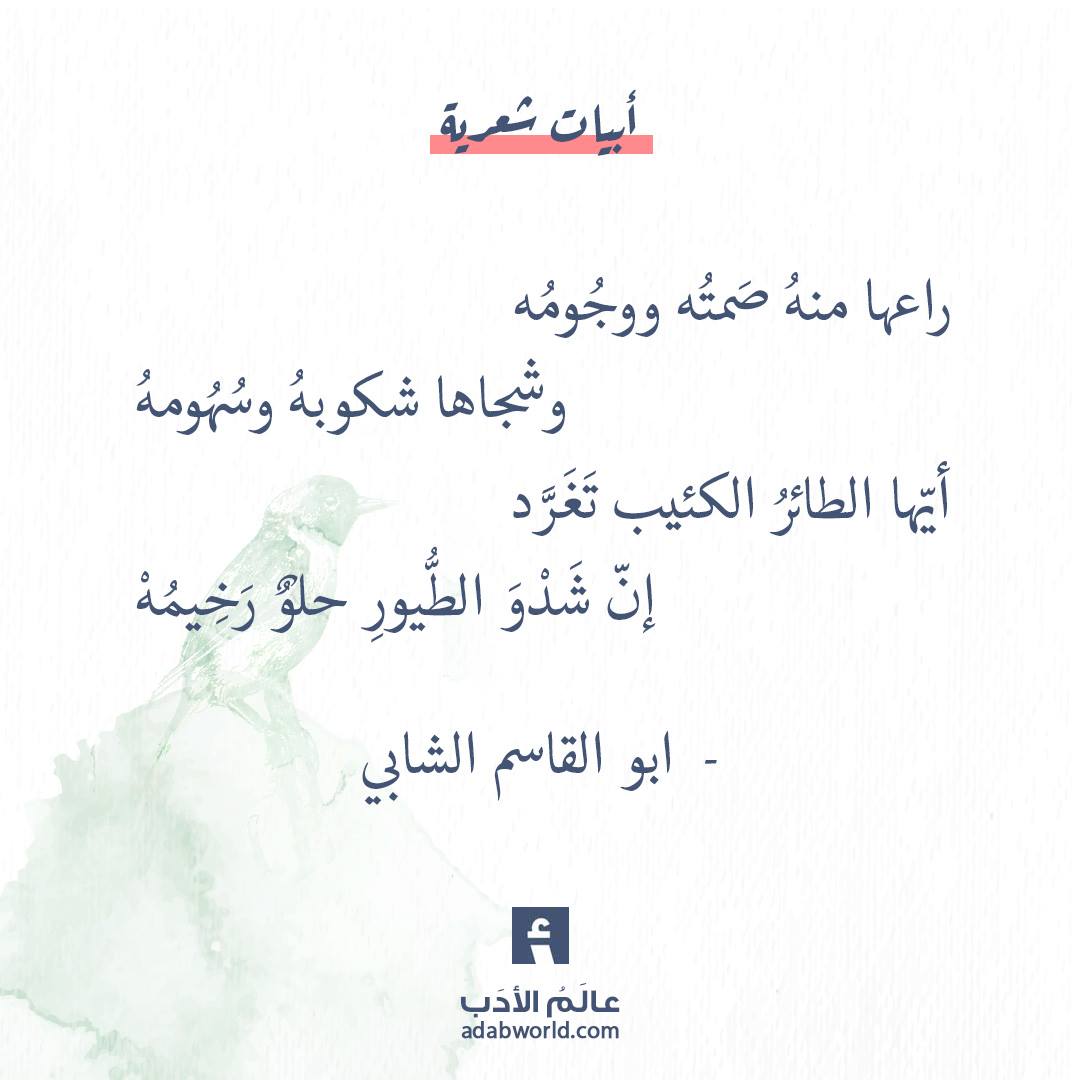 أبيات شعرية
راعها منهُ صَمتُه ووجُومُه
وشجاها شكوبهُ وسُهُومهُ
أيّها الطائرُ الكئيب تَغَرَّد
إنّ شَدْوَ الطُّيورِ حلوٌ رَخِيمُهْ
- ابو القاسم الشابي
أ
عالَمُ الأدَب
adabworld.com